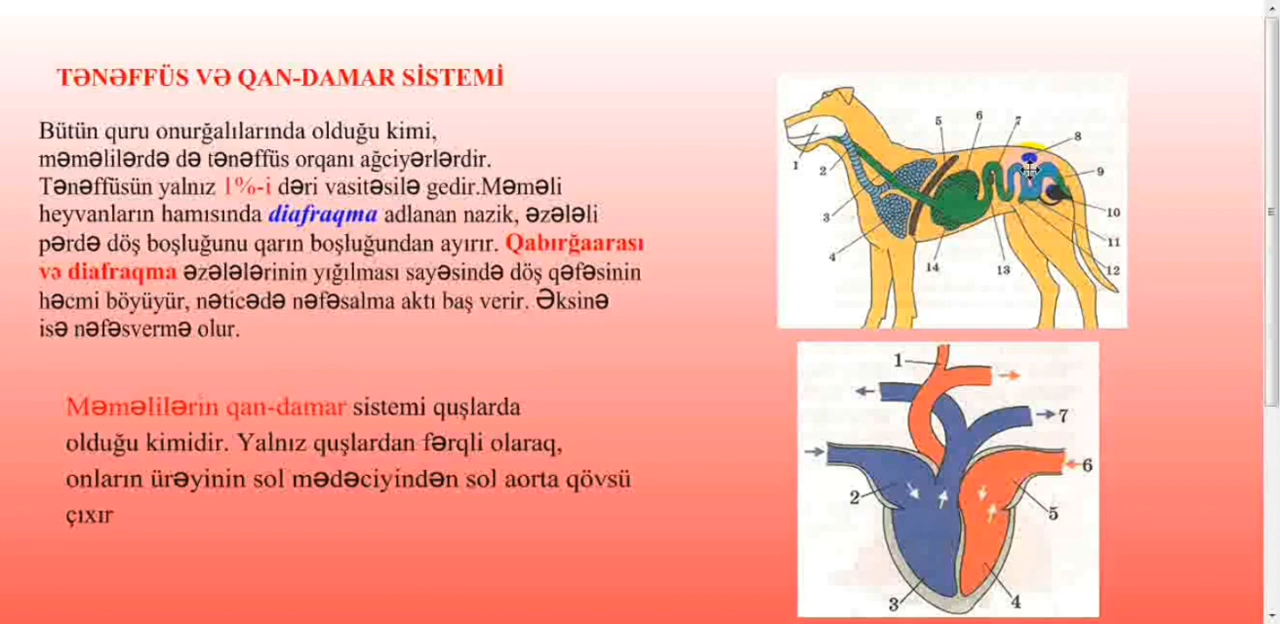 TƏNƏFFÜS VƏ QAN-DAMAR SİSTEMİ
Bütün quru onurğalılarında olduğu kimi,
məməlilərdə də tənəffüs orqanı ağciyərlərdir.
Tənəffüsün yalnız 1%-i dəri vasitəsilə gedir.Məməli
heyvanların hamısında diafraqma adlanan nazik, əzələli
pərdə döş boşluğunu qarın boşluğundan ayırır. Qabırğaarası
və diafraqma əzələlərinin yığılması sayəsində döş qəfəsinin
həcmi böyüyür, nəticədə nəfəsalma aktı baş verir. Əksinə
isə nəfəsvermə olur.
Məməlilərin qan-damar sistemi quşlarda
olduğu kimidir. Yalnız quşlardan fərqli olaraq,
onların ürəyinin sol mədəciyindən sol aorta qövsü
çıxır
1
2
3
4
5
6
7
8
9
10
11
12
13
14
1
2
3
4
5
6
7